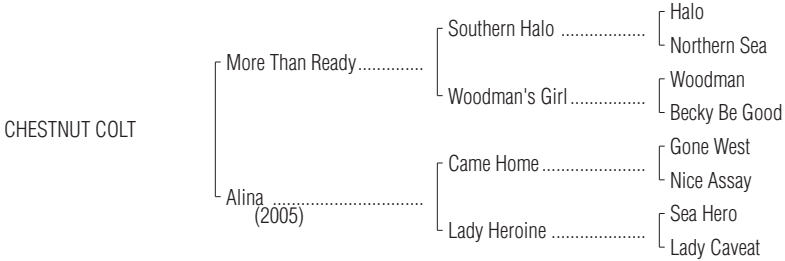 Halo
Southern Halo ...................
Northern Sea
More Than Ready..............
Woodman
Woodman's Girl.................
Becky Be Good
CHESTNUT COLT
Gone West
Came Home.......................
Nice Assay
Alina ................................
(2005)
Sea Hero
Lady Heroine .....................
Lady Caveat